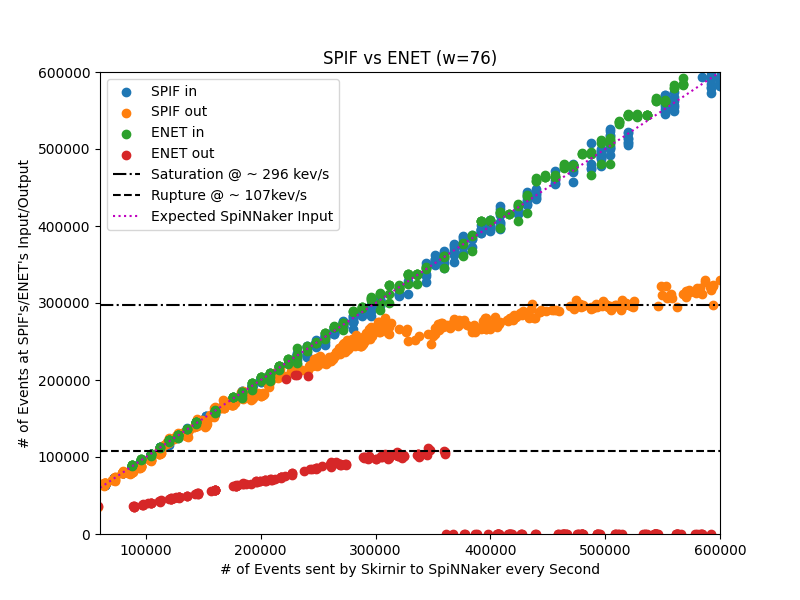 SPIF vs ENET (w=76)
SPIF in
SPIF out
ENET in
ENET out
Saturation @ ~ 296 kev/s
Rupture @ ~ 107kev/s
Expected SpiNNaker Input
# of Events at SPIF's/ENET's Input/Output
600000
500000
400000
300000
200000
100000
0
100000 200000 300000 400000 500000 600000
# of Events sent by Skirnir to SpiNNaker every Second